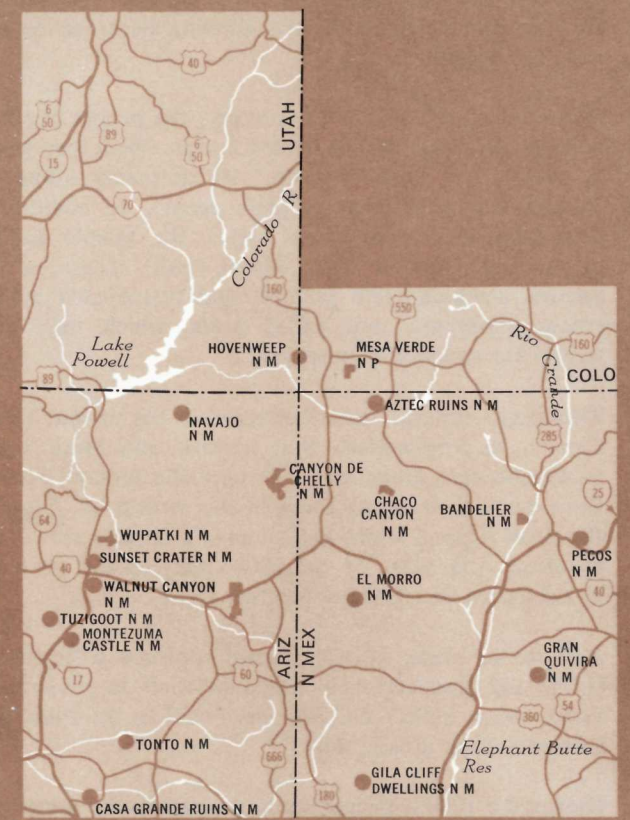 40
6
50
89
6
50
15
70
UTAH
Colorado R
160
550
Rio Grande
160
Lake
Powell
HOVENWEEP
N M
MESA VERDE
N P
COLO
89
AZTEC RUINS N M
NAVAJO
N M
285
CANYON DE
CHELLY
N M
CHACO
CANYON
N M
BANDELIER
N M
25
64
WUPATKI N M
PECOS
N M
SUNSET CRATER N M
40
WALNUT CANYON
N M
EL MORRO
N M
40
TUZIGOOT N M
MONTEZUMA
CASTLE N M
ARIZ
N MEX
GRAN
QUIVIRA
N M
17
60
54
360
TONTO N M
666
Elephant Butte
Res
GILA CLIFF
DWELLINGS N M
180
CASA GRANDE RUINS N M